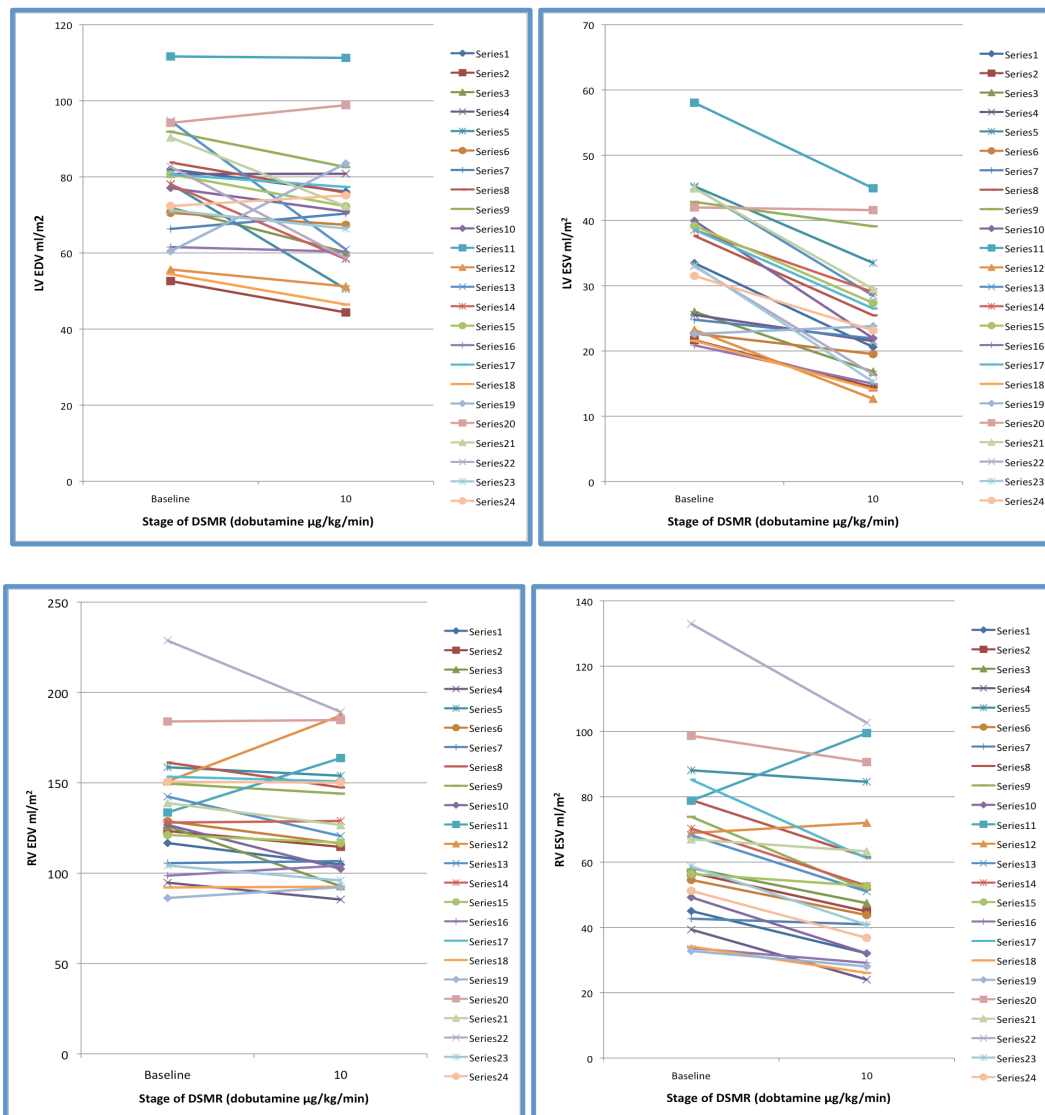 120
100
80
60
40
20
0
LV EDV ml/m2
Baseline
10
Stage of DSMR (dobutamine µg/kg/min)
Series1
Series2
Series3
Series4
Series5
Series6
Series7
Series8
Series9
Series10
Series11
Series12
Series13
Series14
Series15
Series16
Series17
Series18
Series19
Series20
Series21
Series22
Series23
Series24
70
60
50
40
30
20
10
0
LV ESV ml/m²
Baseline
10
Stage of DSMR (dobutamine µg/kg/min)
Series1
Series2
Series3
Series4
Series5
Series6
Series7
Series8
Series9
Series10
Series11
Series12
Series13
Series14
Series15
Series16
Series17
Series18
Series19
Series20
Series21
Series22
Series23
Series24
250
200
150
100
50
0
RV EDV ml/m²
Baseline
10
Stage of DSMR (dobutamine µg/kg/min)
Series1
Series2
Series3
Series4
Series5
Series6
Series7
Series8
Series9
Series10
Series11
Series12
Series13
Series14
Series15
Series16
Series17
Series18
Series19
Series20
Series21
Series22
Series23
Series24
140
120
100
80
60
40
20
0
RV ESV ml/m²
Baseline
10
Stage of DSMR (dobtamine µg/kg/min)
Series1
Series2
Series3
Series4
Series5
Series6
Series7
Series8
Series9
Series10
Series11
Series12
Series13
Series14
Series15
Series16
Series17
Series18
Series19
Series20
Series21
Series22
Series23
Series24